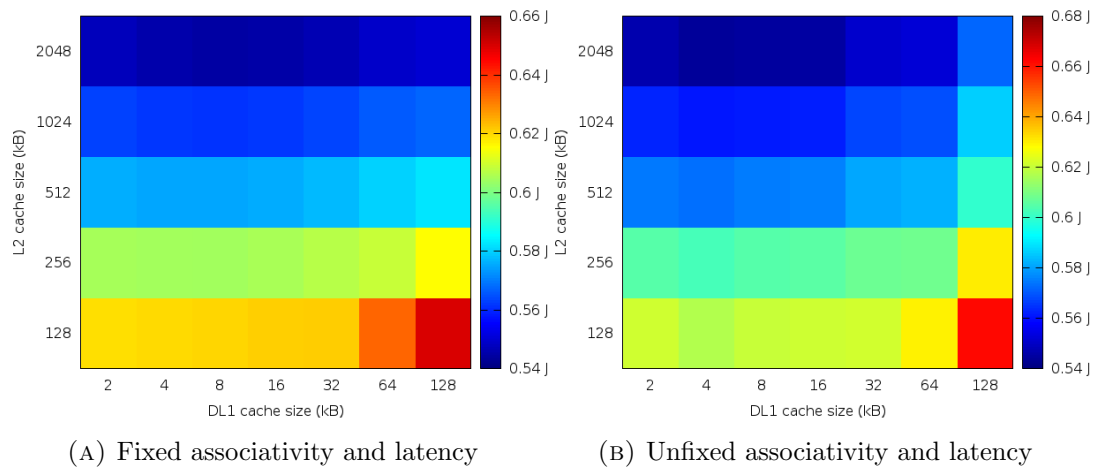 L2 cache size (kB)
2048
1024
512
256
128
2 4 8 16 32 64 128
DL1 cache size (kB)
0.66 J
0.64 J
0.62 J
0.6 J
0.58 J
0.56 J
0.54 J
(A) Fixed associativity and latency
L2 cache size (kB)
2048
1024
512
256
128
2 4 8 16 32 64 128
DL1 cache size (kB)
0.68 J
0.66 J
0.64 J
0.62 J
0.6 J
0.58 J
0.56 J
0.54 J
(B) Unfixed associativity and latency